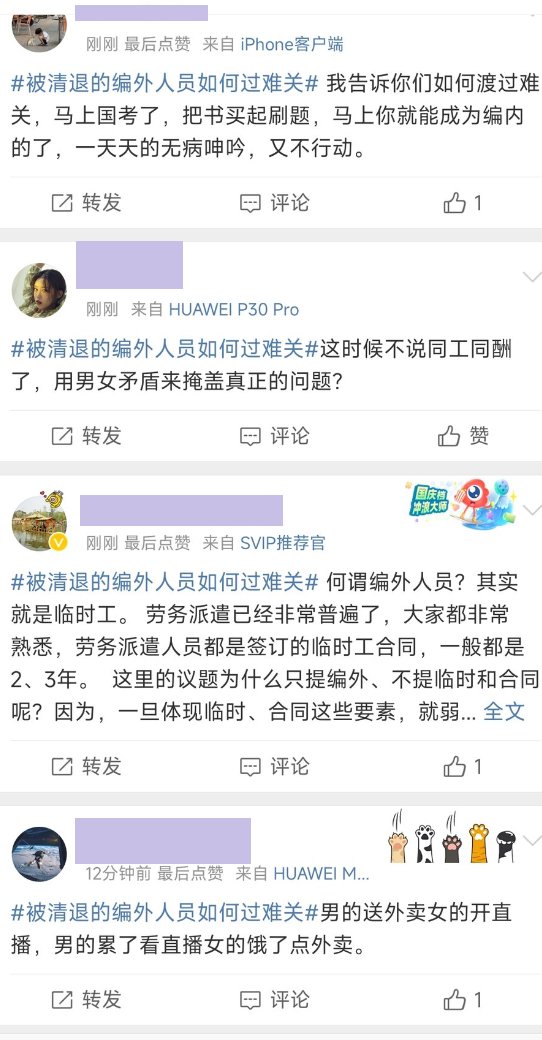 刚刚 最后点赞 来自 iPhone客户端
#被清退的编外人员如何过难关# 我告诉你们如何渡过难
关，马上国考了，把书买起刷题，马上你就能成为编内
的了，一天天的无病呻吟，又不行动。
转发 评论 1
刚刚 来自 HUAWEI P30 Pro
#被清退的编外人员如何过难关#这时候不说同工同酬
了，用男女矛盾来掩盖真正的问题？
转发 评论 赞
国庆档
冲浪大师
刚刚 最后点赞 来自 SVIP推荐官
#被清退的编外人员如何过难关# 何谓编外人员？其实
就是临时工。 劳务派遣已经非常普遍了，大家都非常
熟悉，劳务派遣人员都是签订的临时工合同，一般都是
2、3年。 这里的议题为什么只提编外、不提临时和合同
呢？因为，一旦体现临时、合同这些要素，就弱... 全文
转发 评论 1
12分钟前 最后点赞 来自 HUAWEI M...
#被清退的编外人员如何过难关#男的送外卖女的开直
播，男的累了看直播女的饿了点外卖。
转发 评论 1